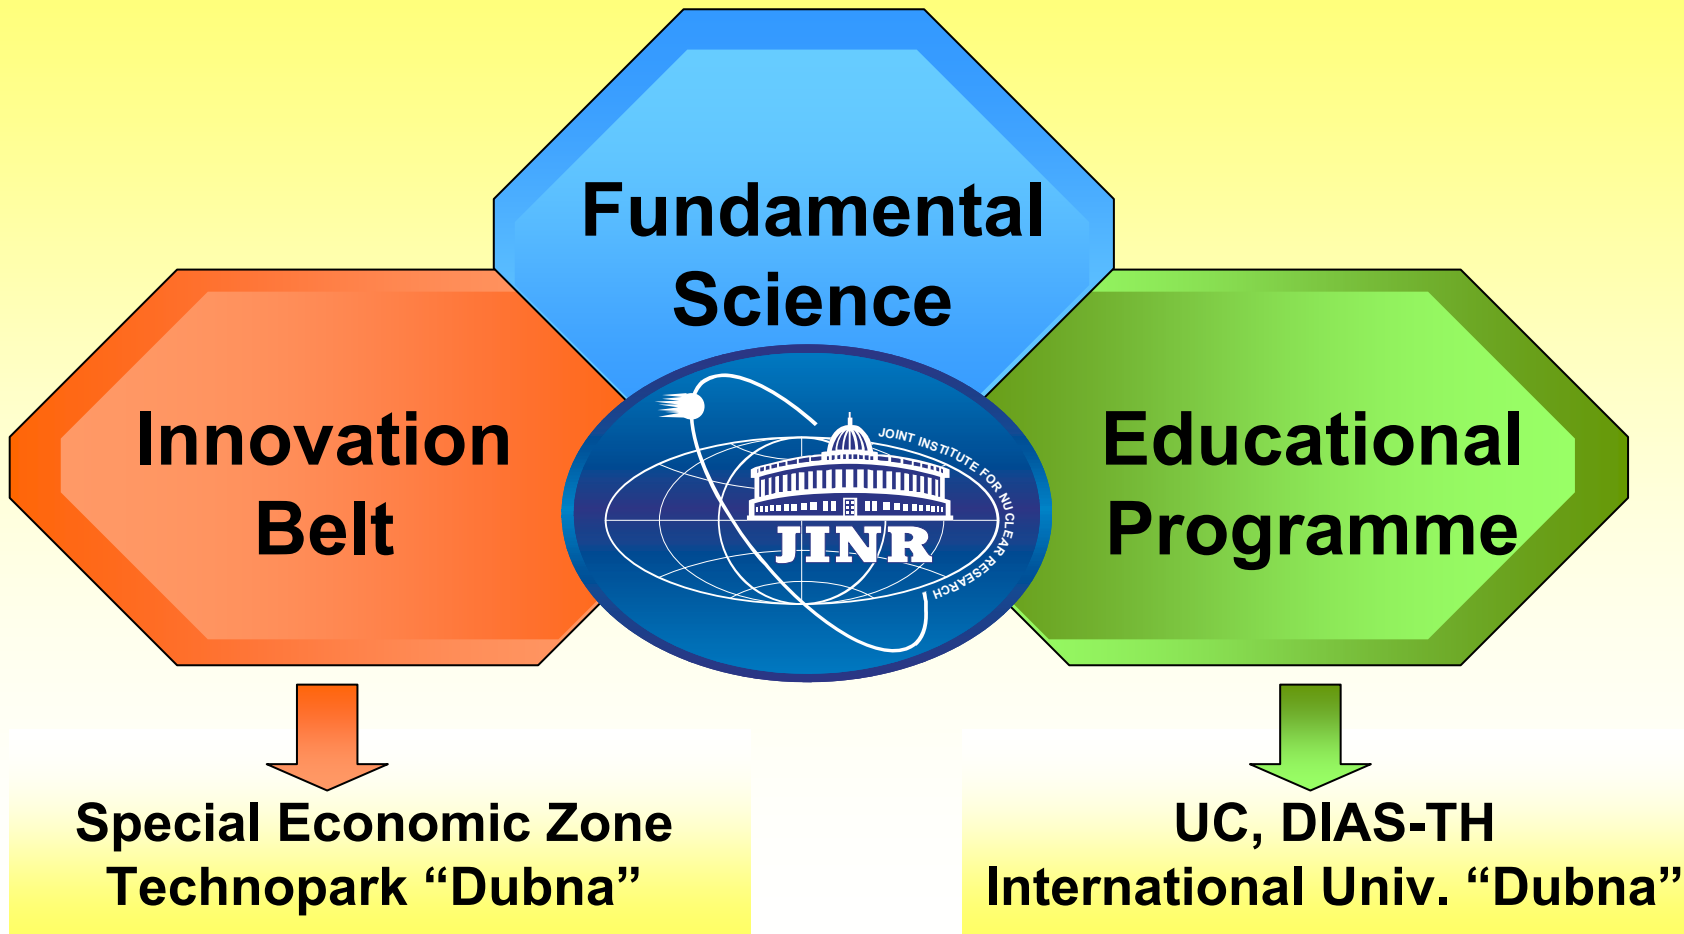 Fundamental
Science
Innovation
Belt
Educational
Programme
JOINT INSTITUTE FOR NUCLEAR RESEARCH
JINR
Special Economic Zone
Technopark “Dubna”
UC, DIAS-TH
International Univ. “Dubna”